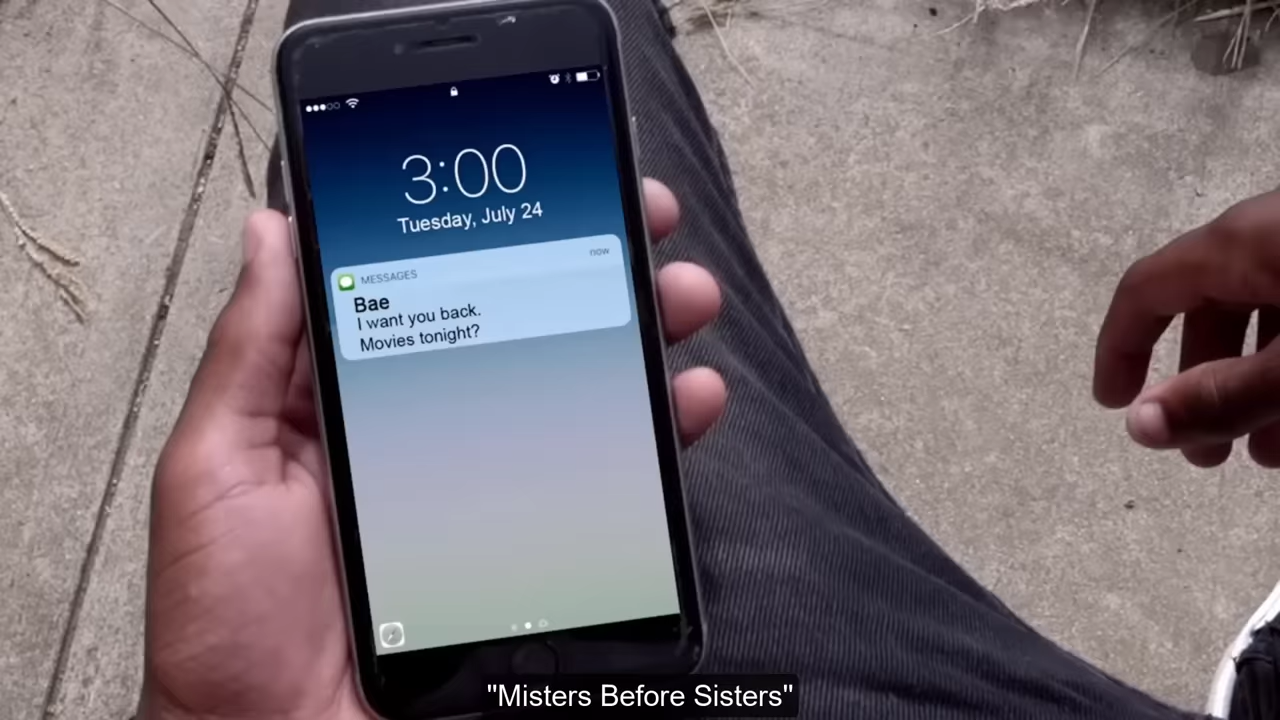 3:00
Tuesday, July 24
MESSAGES
now
Bae
I want you back.
Movies tonight?
"Misters Before Sisters"